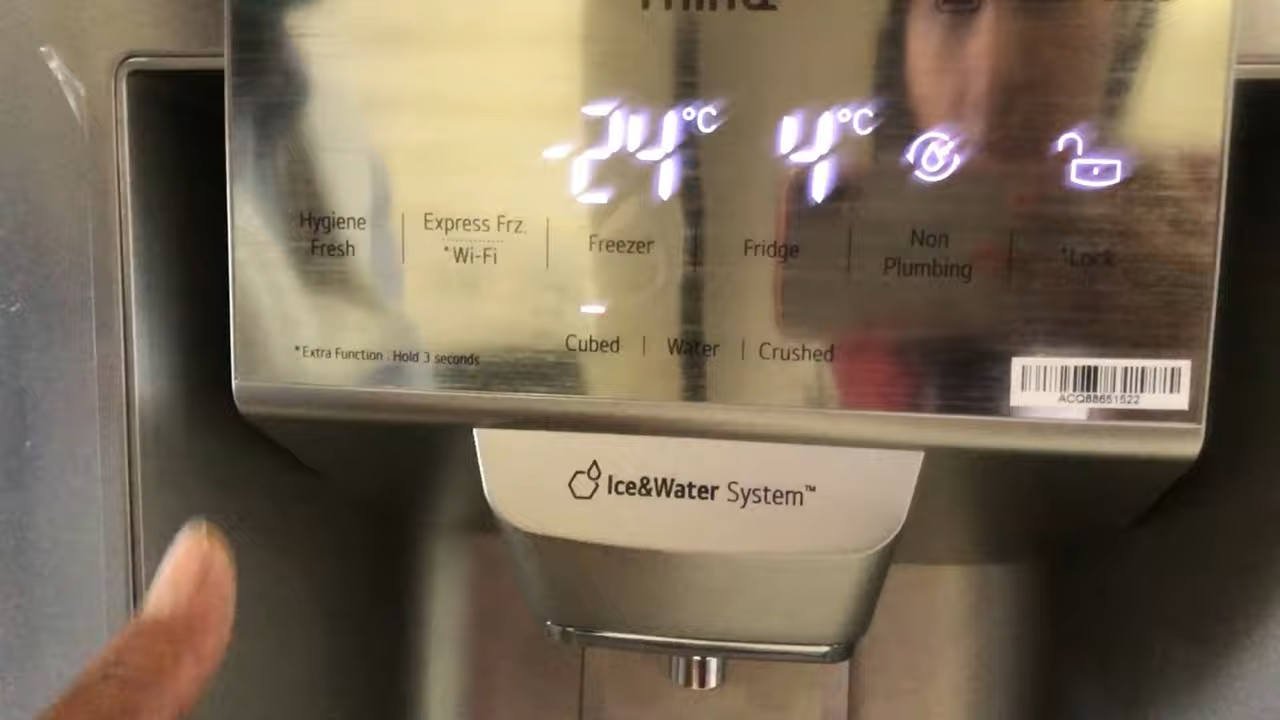 ThinQ
-24°C 4°C
Hygiene Fresh | Express Frz. *Wi-Fi | Freezer | Fridge | Non Plumbing | *Lock
Cubed | Water | Crushed
*Extra Function : Hold 3 seconds
ACQ88651522
Ice&Water System™